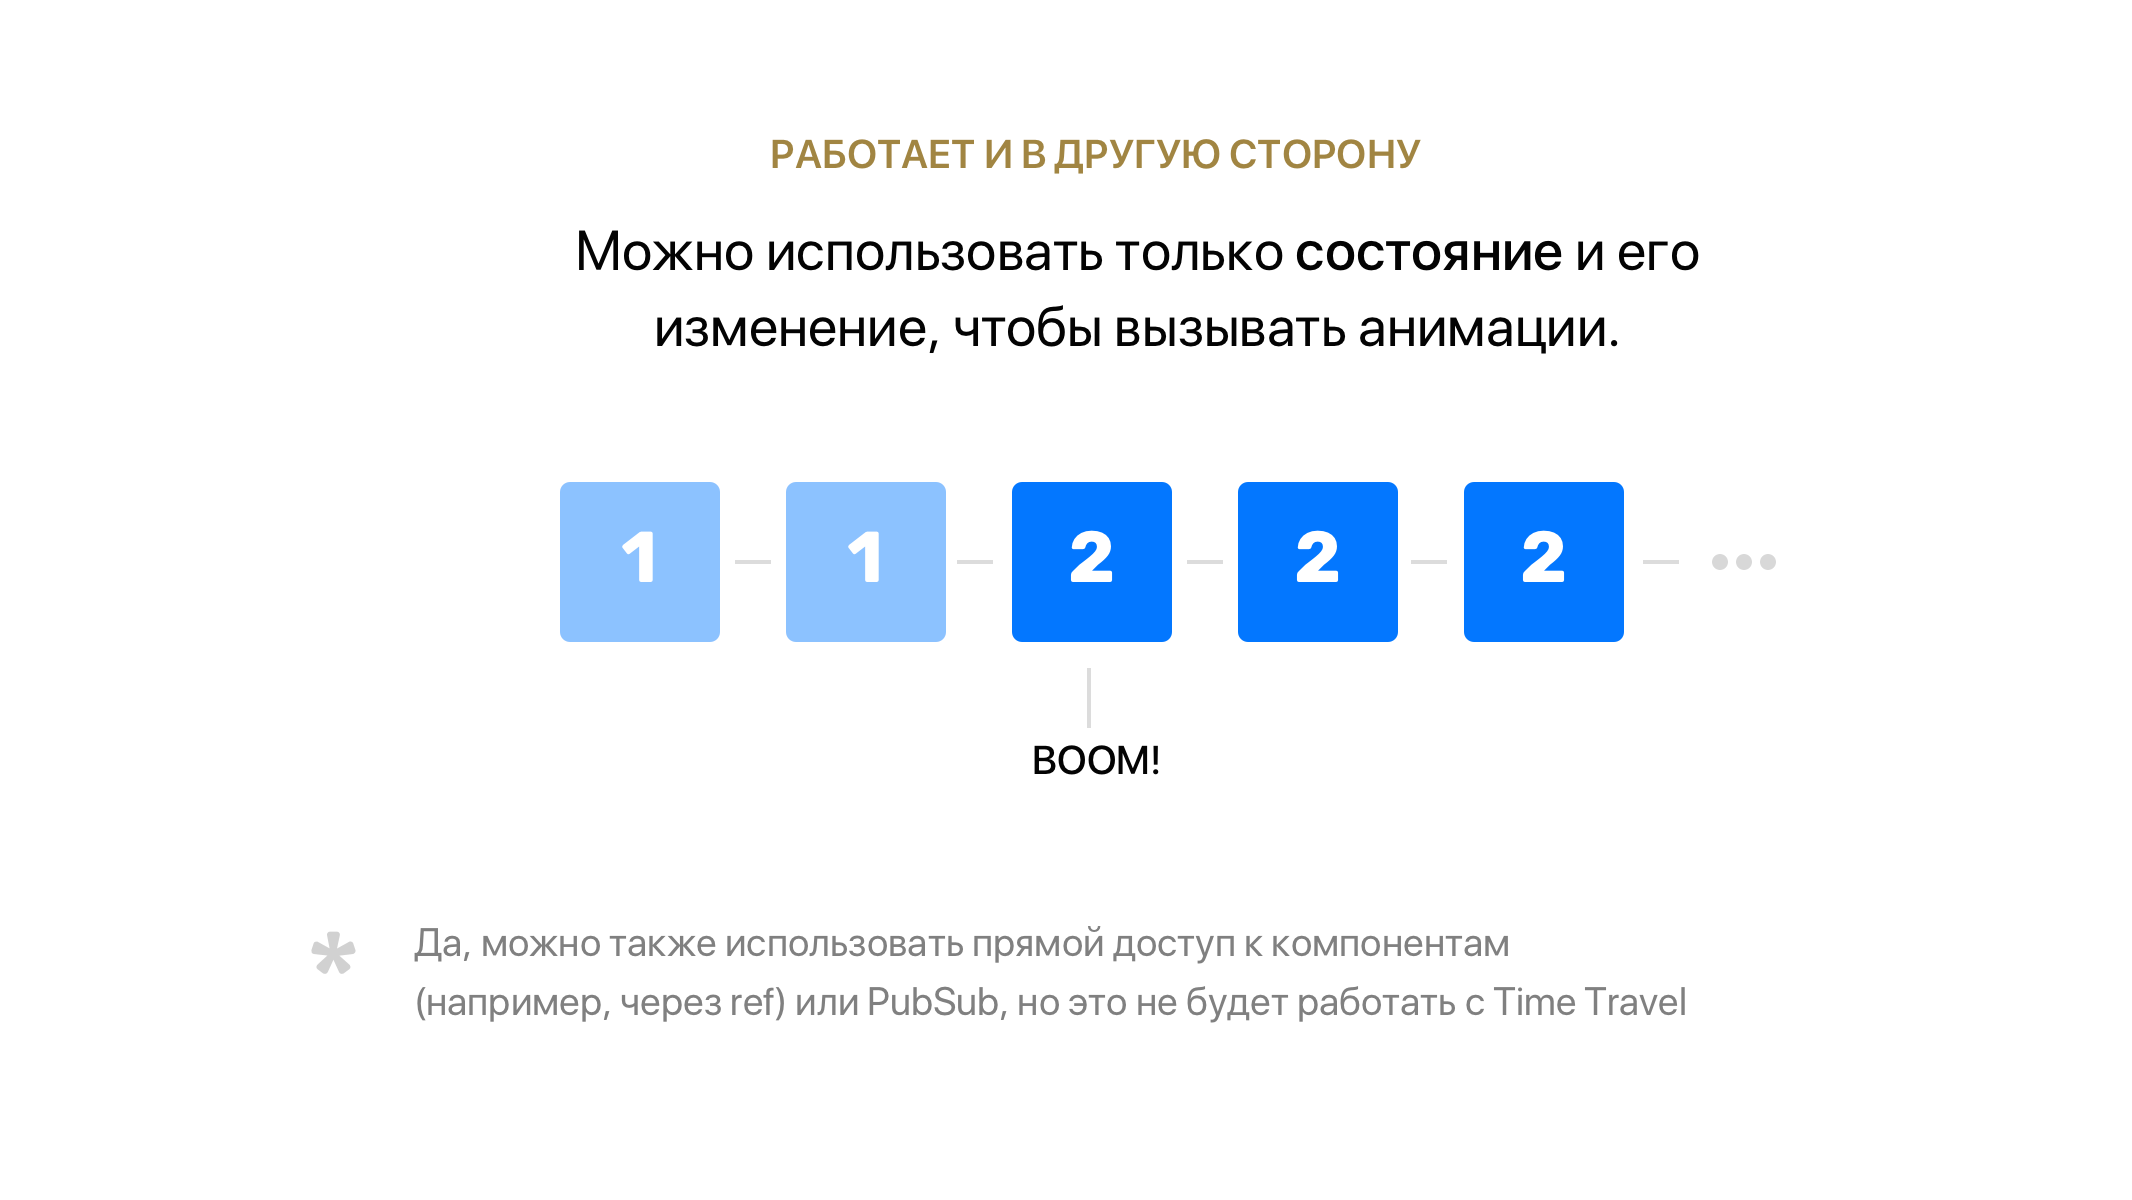 РАБОТАЕТ И В ДРУГУЮ СТОРОНУ
Можно использовать только состояние и его
изменение, чтобы вызывать анимации.
1 1 2 2 2
BOOM!
* Да, можно также использовать прямой доступ к компонентам
(например, через ref) или PubSub, но это не будет работать с Time Travel